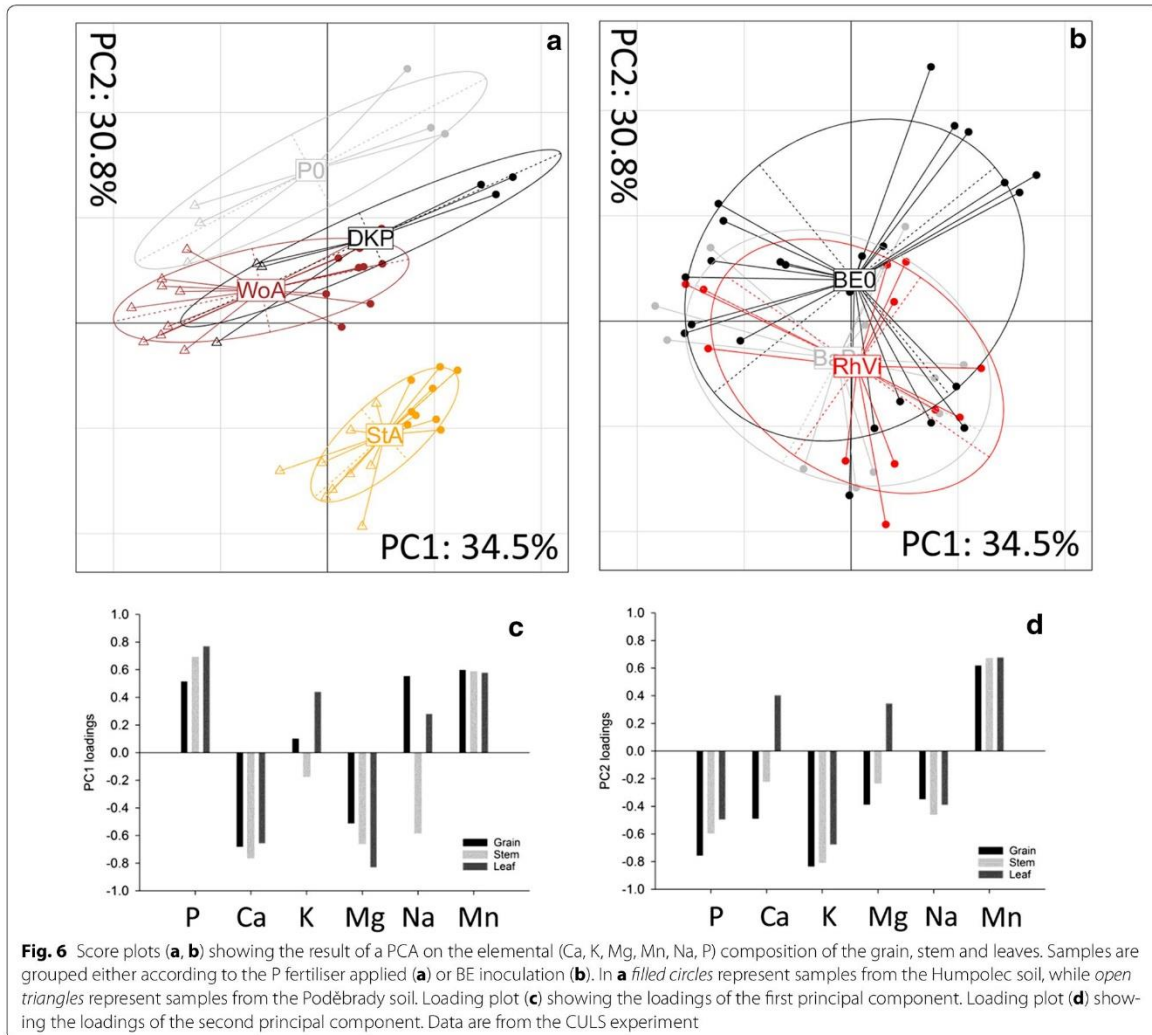 a
PC2: 30.8%
P0
DKP
WoA
StA
PC1: 34.5%
b
PC2: 30.8%
BE0
RhVi
PC1: 34.5%
c
PC1 loadings
1.0
0.8
0.6
0.4
0.2
0.0
-0.2
-0.4
-0.6
-0.8
-1.0
Grain
Stem
Leaf
P Ca K Mg Na Mn
d
PC2 loadings
1.0
0.8
0.6
0.4
0.2
0.0
-0.2
-0.4
-0.6
-0.8
-1.0
Grain
Stem
Leaf
P Ca K Mg Na Mn
Fig. 6 Score plots (a, b) showing the result of a PCA on the elemental (Ca, K, Mg, Mn, Na, P) composition of the grain, stem and leaves. Samples are
grouped either according to the P fertiliser applied (a) or BE inoculation (b). In a filled circles represent samples from the Humpolec soil, while open
triangles represent samples from the Poděbrady soil. Loading plot (c) showing the loadings of the first principal component. Loading plot (d) show-
ing the loadings of the second principal component. Data are from the CULS experiment